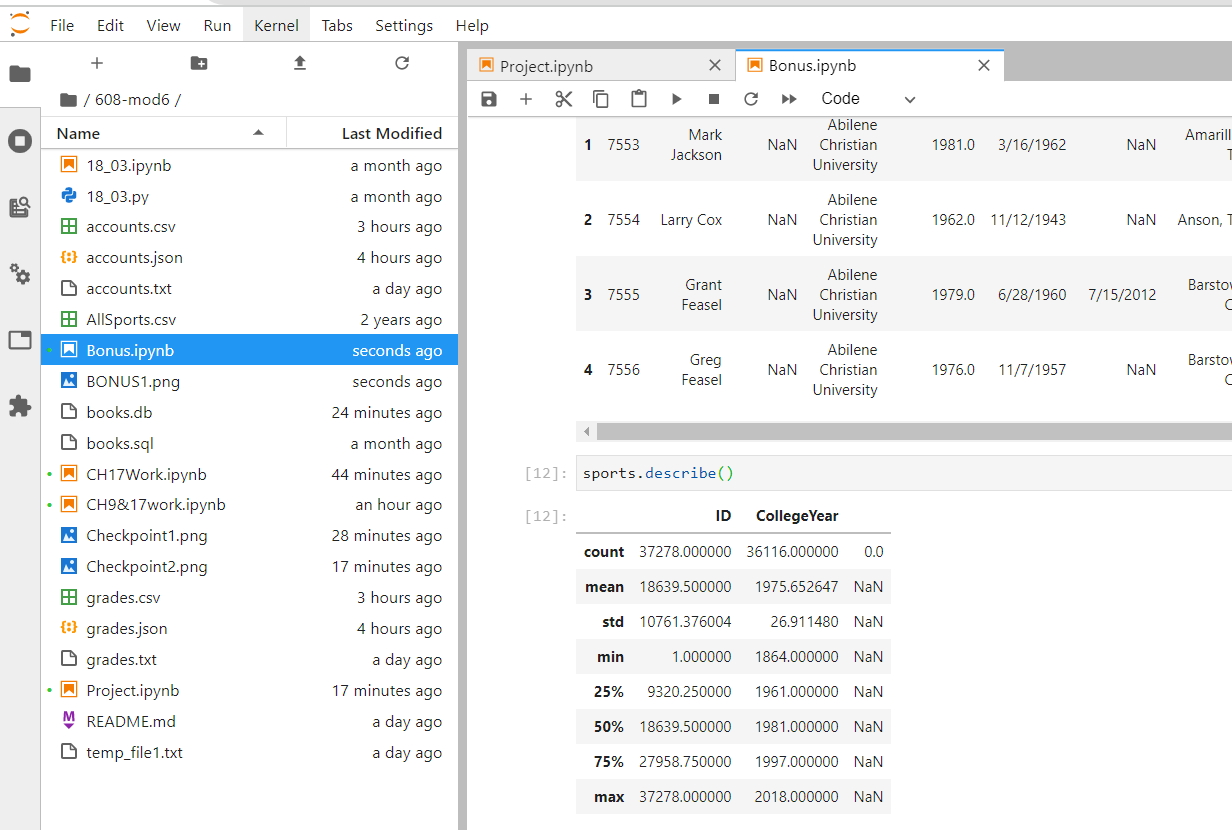 File Edit View Run Kernel Tabs Settings Help
/ 608-mod6 /
Name Last Modified
18_03.ipynb a month ago
18_03.py a month ago
accounts.csv 3 hours ago
accounts.json 4 hours ago
accounts.txt a day ago
AllSports.csv 2 years ago
Bonus.ipynb seconds ago
BONUS1.png seconds ago
books.db 24 minutes ago
books.sql a month ago
CH17Work.ipynb 44 minutes ago
CH9&17work.ipynb an hour ago
Checkpoint1.png 28 minutes ago
Checkpoint2.png 17 minutes ago
grades.csv 3 hours ago
grades.json 4 hours ago
grades.txt a day ago
Project.ipynb 17 minutes ago
README.md a day ago
temp_file1.txt a day ago
Project.ipynb Bonus.ipynb
Code
Mark Abilene Amarill
1 7553 Jackson NaN Christian 1981.0 3/16/1962 NaN T
University
Abilene
2 7554 Larry Cox NaN Christian 1962.0 11/12/1943 NaN Anson, T
University
Abilene
3 7555 Grant Feasel NaN Christian 1979.0 6/28/1960 7/15/2012 Barstow C
University
Abilene
4 7556 Greg Feasel NaN Christian 1976.0 11/7/1957 NaN Barstow C
University
[12]: sports.describe()
[12]: ID CollegeYear
count 37278.000000 36116.000000 0.0
mean 18639.500000 1975.652647 NaN
std 10761.376004 26.911480 NaN
min 1.000000 1864.000000 NaN
25% 9320.250000 1961.000000 NaN
50% 18639.500000 1981.000000 NaN
75% 27958.750000 1997.000000 NaN
max 37278.000000 2018.000000 NaN